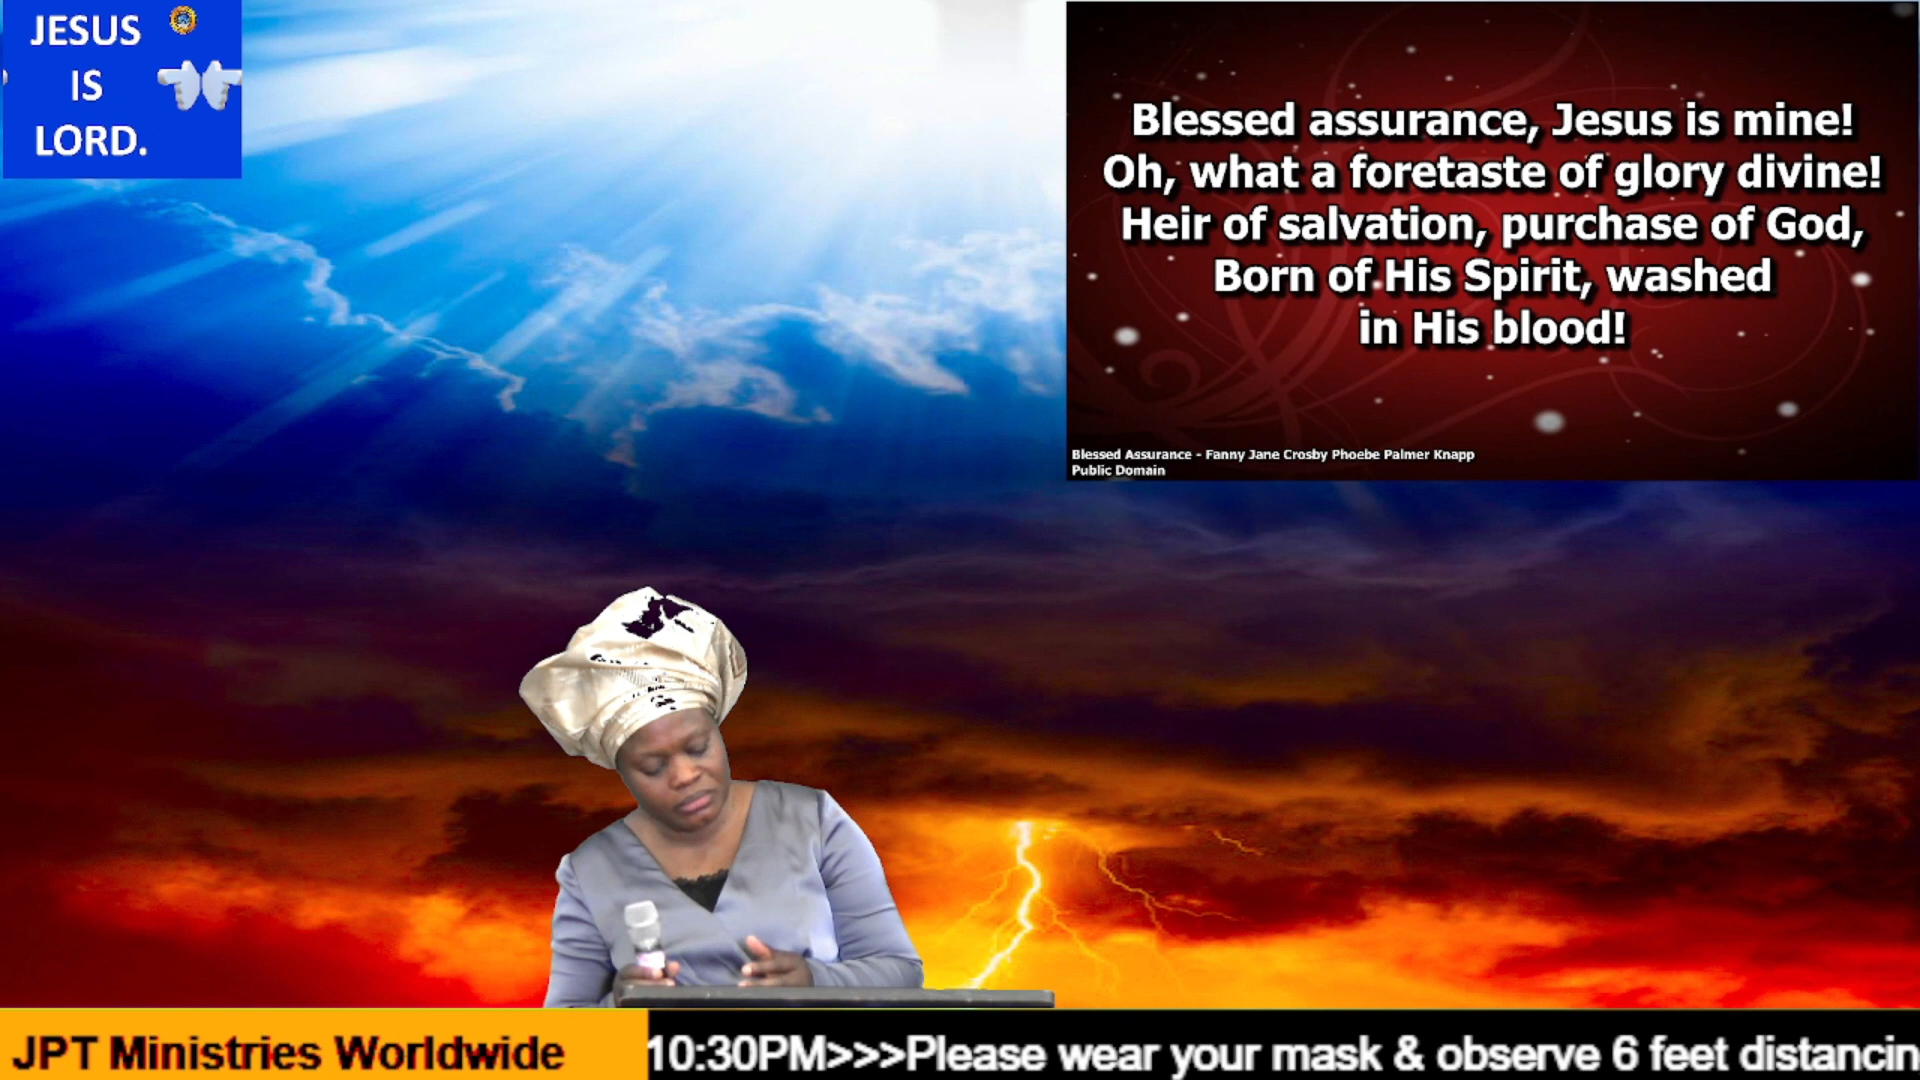 JESUS
IS
LORD.
Blessed assurance, Jesus is mine!
Oh, what a foretaste of glory divine!
Heir of salvation, purchase of God,
Born of His Spirit, washed
in His blood!
Blessed Assurance - Fanny Jane Crosby Phoebe Palmer Knapp
Public Domain
JPT Ministries Worldwide
10:30PM>>>Please wear your mask & observe 6 feet distancin